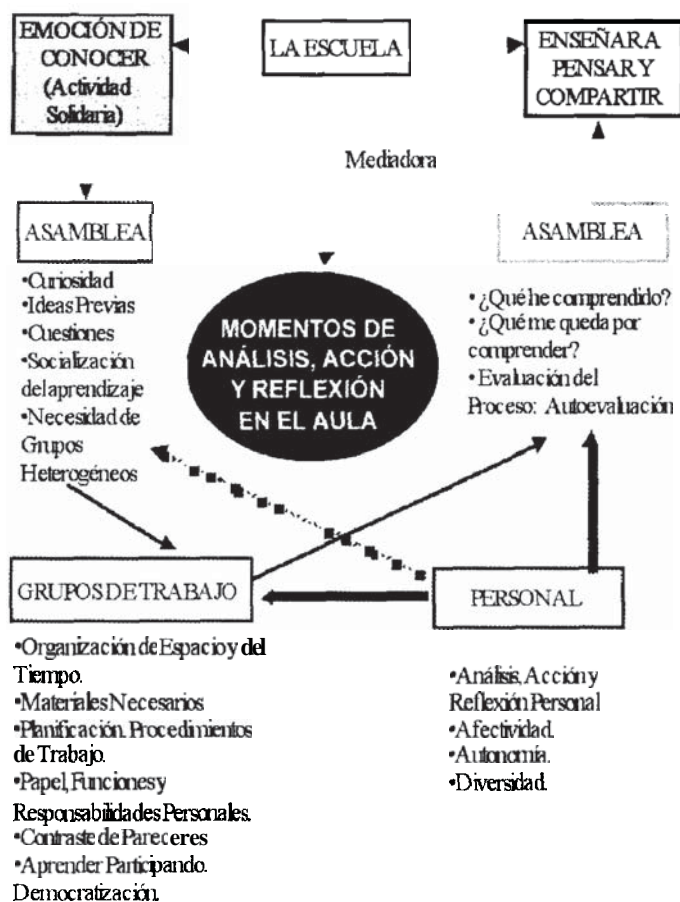 EMOCIÓN DE
CONOCER
(Actividad
Solidaria)
LA ESCUELA
ENSEÑAR A
PENSAR Y
COMPARTIR
Mediadora
ASAMBLEA
•Curiosidad
•Ideas Previas
•Cuestiones
•Socialización
del aprendizaje
•Necesidad de
Grupos
Heterogéneos
MOMENTOS DE
ANÁLISIS, ACCIÓN
Y REFLEXIÓN
EN EL AULA
ASAMBLEA
•¿Qué he comprendido?
•¿Qué me queda por
comprender?
•Evaluación del
Proceso: Autoevaluación
GRUPOS DE TRABAJO
•Organización de Espacio y del
Tiempo.
•Materiales Necesarios
•Planificación. Procedimientos
de Trabajo.
•Papel, Funciones y
Responsabilidades Personales.
•Contraste de Pareceres
•Aprender Participando.
Democratización.
PERSONAL
•Análisis, Acción y
Reflexión Personal
•Afectividad.
•Autonomía.
•Diversidad.